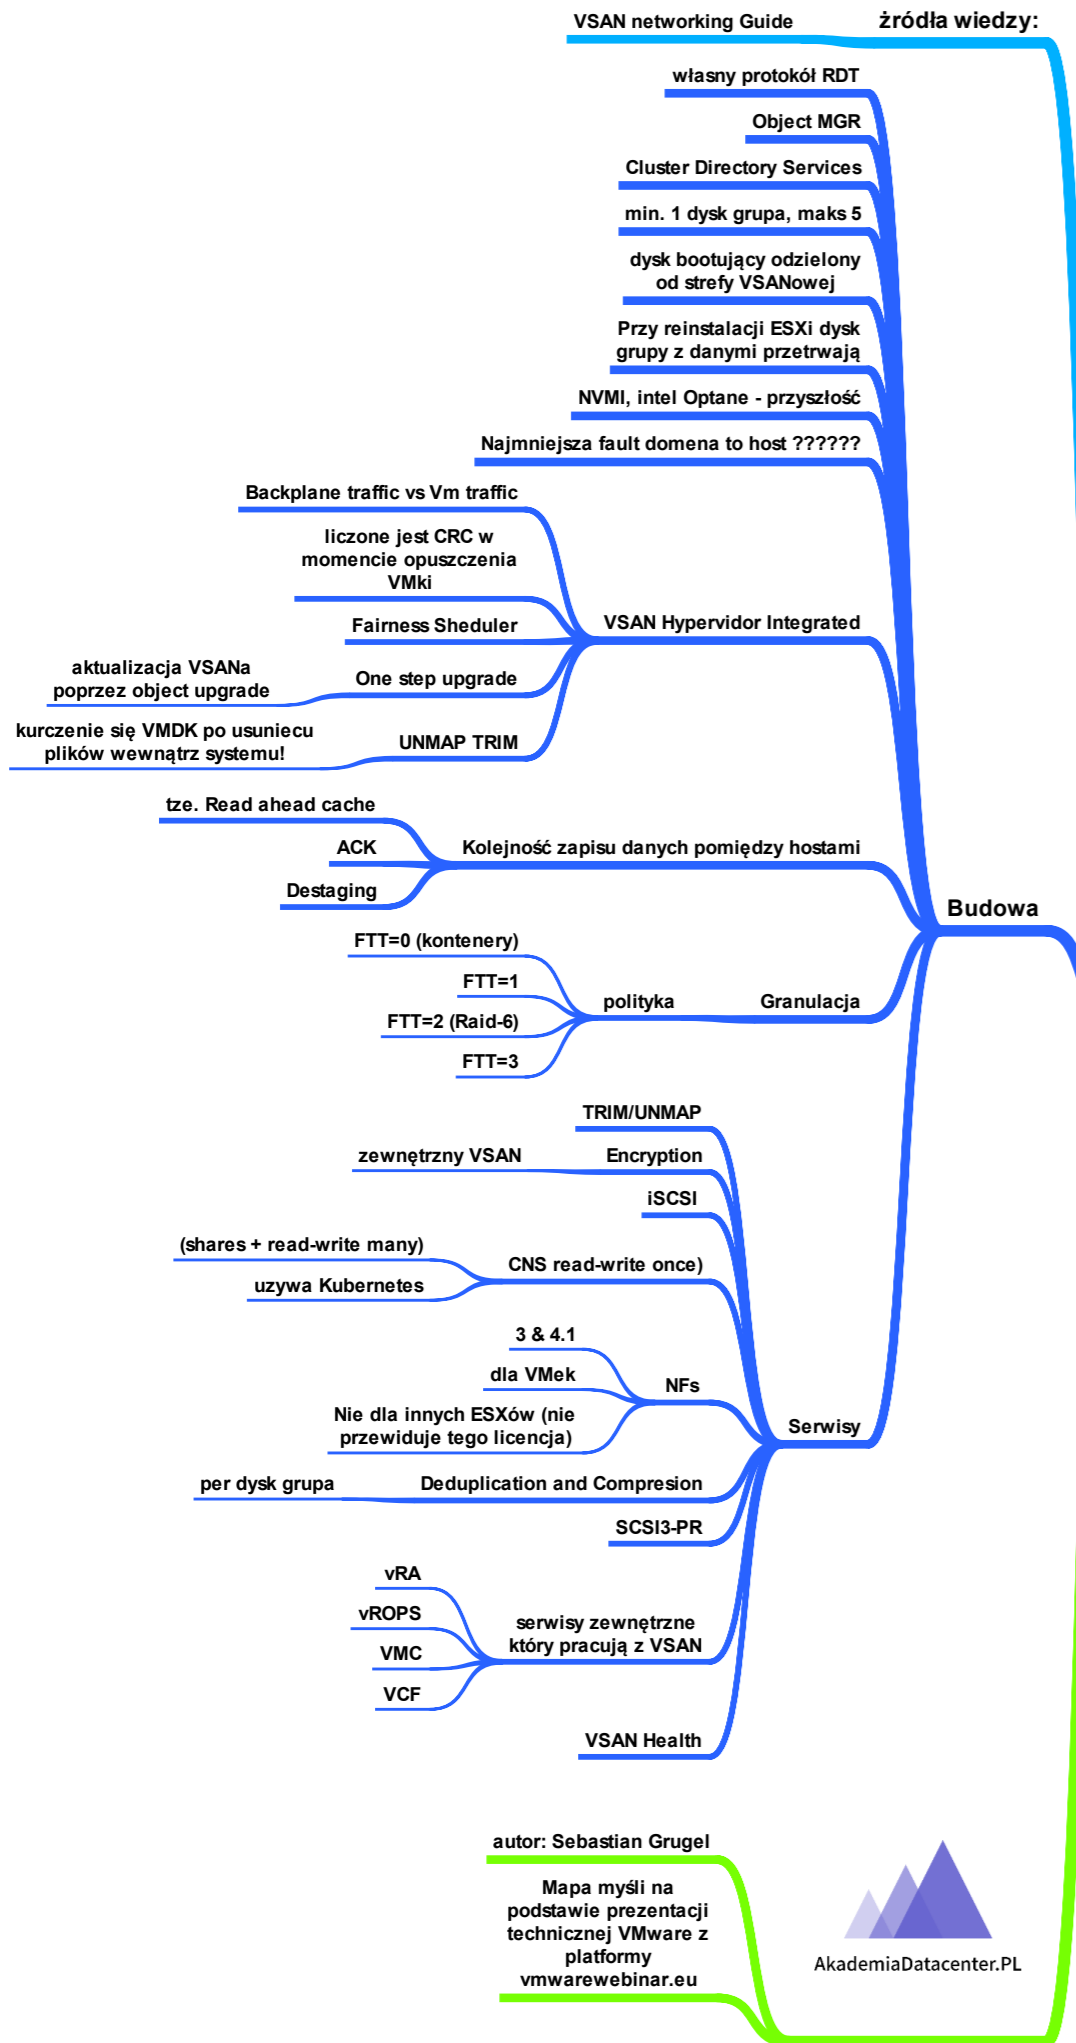 VSAN networking Guide
żródła wiedzy:
własny protokół RDT
Object MGR
Cluster Directory Services
min. 1 dysk grupa, maks 5
dysk bootujący odzielony
od strefy VSANowej
Przy reinstalacji ESXi dysk
grupy z danymi przetrwają
NVMI, intel Optane - przyszłość
Najmniejsza fault domena to host ??????
Backplane traffic vs Vm traffic
liczone jest CRC w
momencie opuszczenia
VMki
Fairness Sheduler
One step upgrade
aktualizacja VSANa
poprzez object upgrade
UNMAP TRIM
kurczenie się VMDK po usuniecu
plików wewnątrz systemu!
VSAN Hypervidor Integrated
tze. Read ahead cache
ACK
Destaging
Kolejność zapisu danych pomiędzy hostami
Budowa
FTT=0 (kontenery)
FTT=1
FTT=2 (Raid-6)
FTT=3
polityka
Granulacja
TRIM/UNMAP
zewnętrzny VSAN
Encryption
iSCSI
(shares + read-write many)
uzywa Kubernetes
CNS read-write once)
3 & 4.1
dla VMek
Nie dla innych ESXów (nie
przewiduje tego licencja)
NFs
Serwisy
per dysk grupa
Deduplication and Compresion
SCSI3-PR
vRA
vROPS
VMC
VCF
serwisy zewnętrzne
który pracują z VSAN
VSAN Health
autor: Sebastian Grugel
Mapa myśli na
podstawie prezentacji
technicznej VMware z
platformy
vmwarewebinar.eu
AkademiaDatacenter.PL